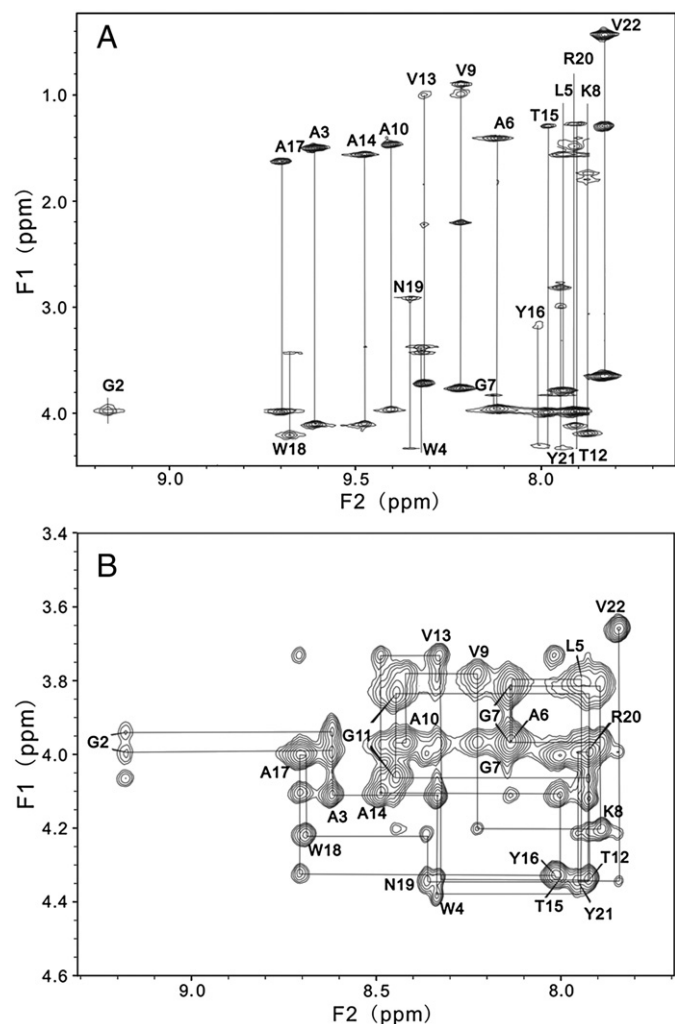 A
V22
R20
V13 V9 L5 K8
T15
A17 A3 A14 A10 A6
N19
Y16
G2
G7
W18
W4
Y21 T12
1.0
2.0
3.0
4.0
F1 (ppm)
9.0 9.5 8.0
F2 (ppm)
B
V22
V13 V9 L5
G2
G11 A10 G7 A6 R20
A17
G7
A3 A14
K8
W18
Y16 T12
N19
T15
W4
Y21
3.4
3.6
3.8
4.0
4.2
4.4
4.6
F1 (ppm)
9.0 8.5 8.0
F2 (ppm)